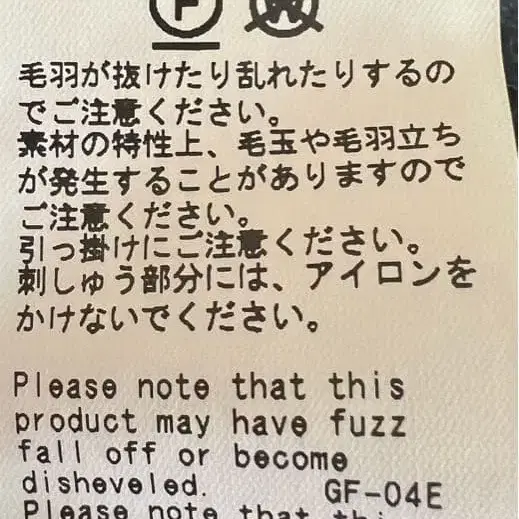 F W
毛羽が抜けたり乱れたりするの
でご注意ください。
素材の特性上、毛玉や毛羽立ち
が発生することがありますので
ご注意ください。
引っ掛けにご注意ください。
刺しゅう部分には、アイロンを
かけないでください。
Please note that this
product may have fuzz
fall off or become
disheveled. GF-04E
Please note that this